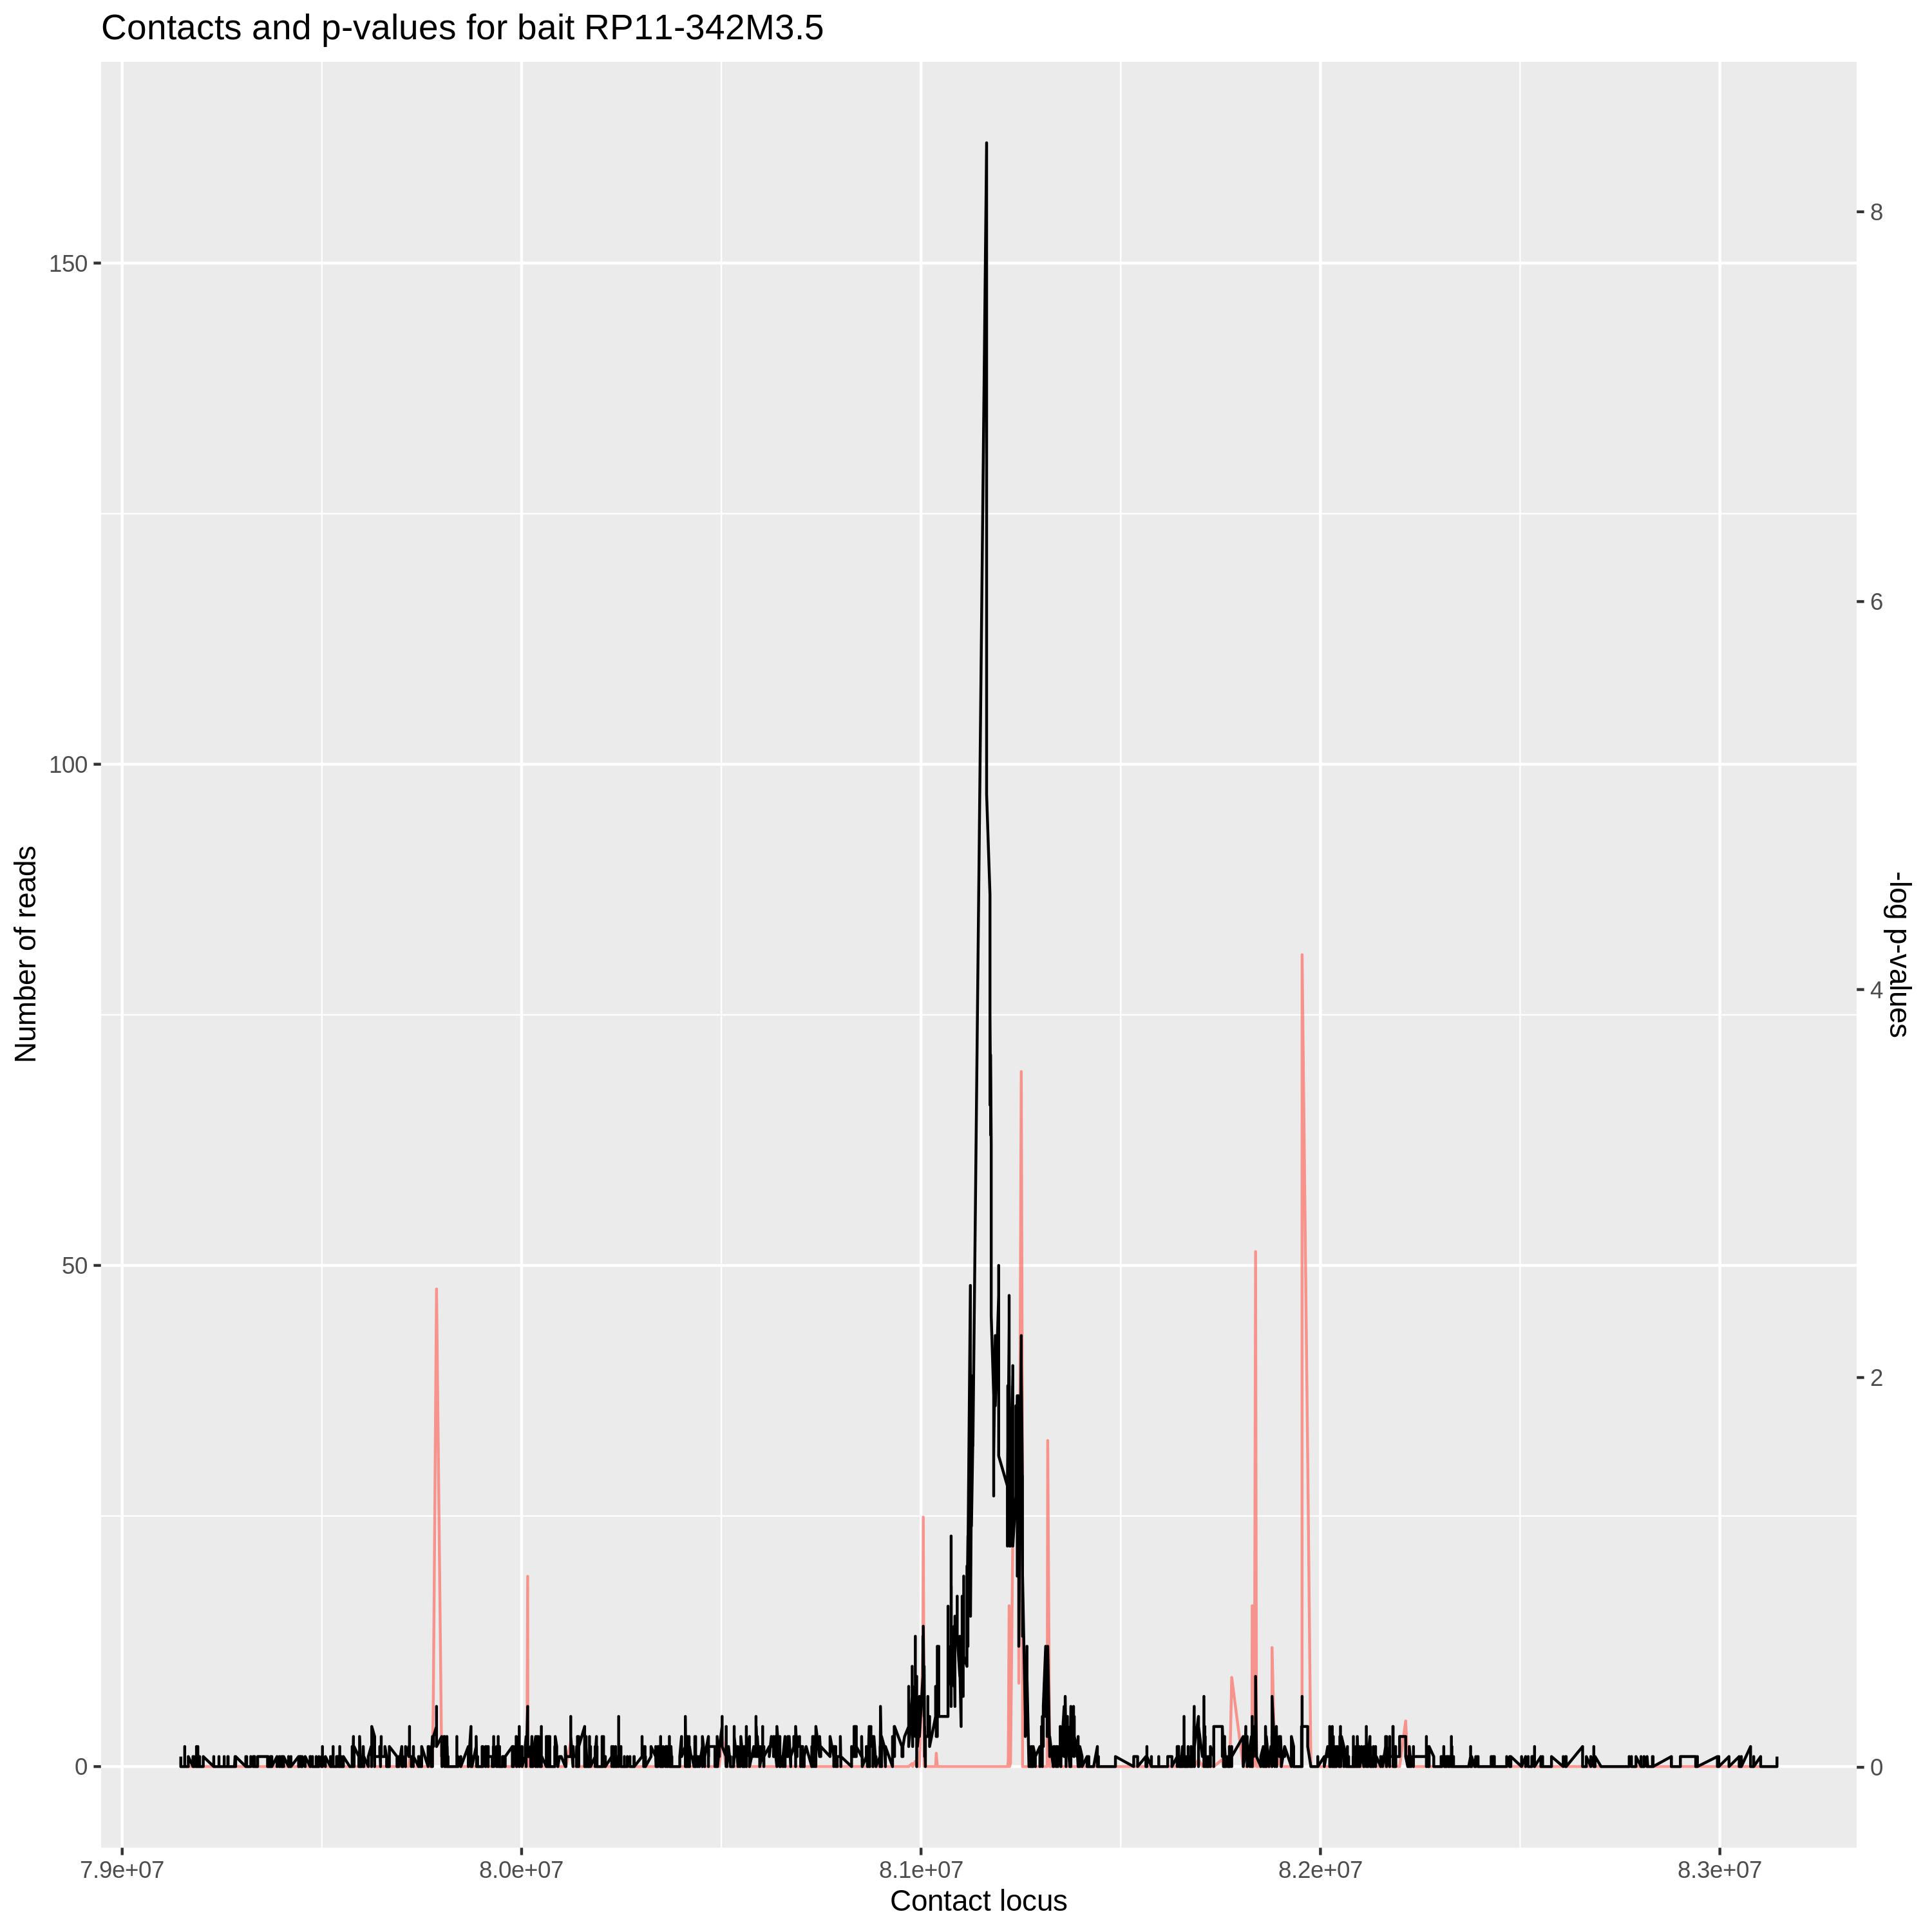 Contacts and p-values for bait RP11-342M3.5
150
100
50
0
Number of reads
8
6
4
2
0
-log p-values
7.9e+07
8.0e+07
8.1e+07
8.2e+07
8.3e+07
Contact locus